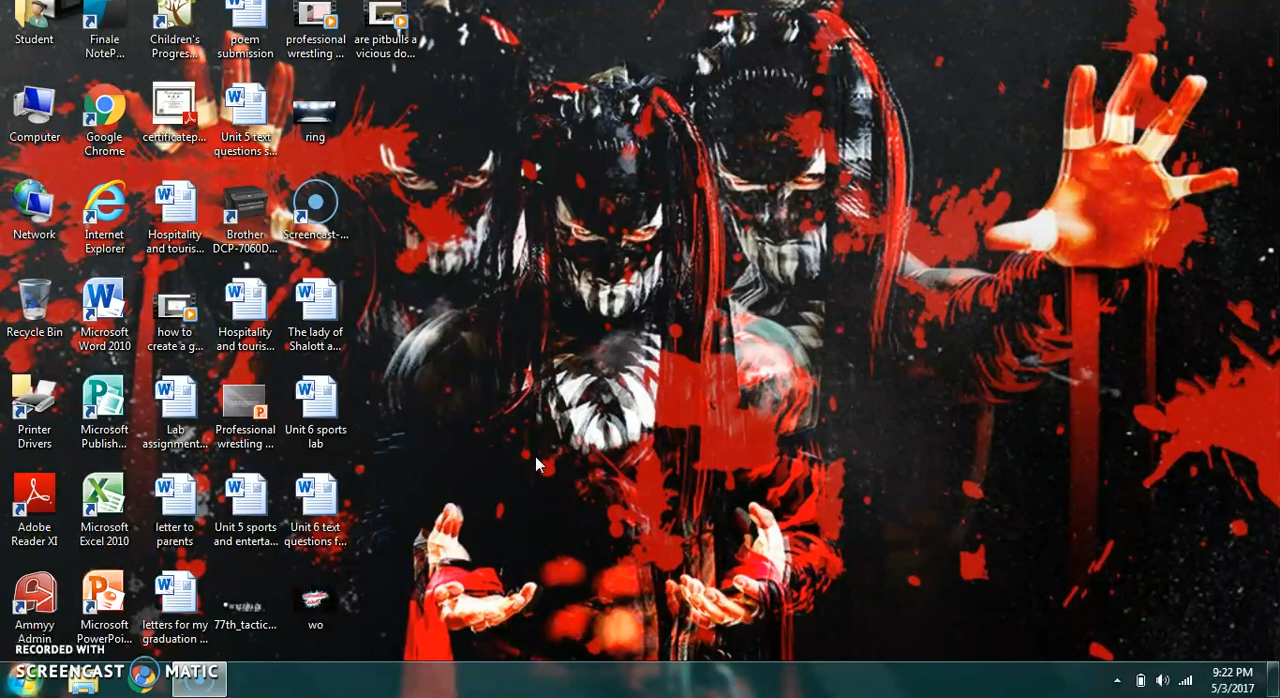 Student
Finale
NoteP...
Children's
Progres...
poem
submission
professional
wrestling ...
are pitbulls a
vicious do...
Computer
Google
Chrome
certificatep...
Unit 5 text
questions s...
ring
Network
Internet
Explorer
Hospitality
and touris...
Brother
DCP-7060D...
Screencast-...
Recycle Bin
Microsoft
Word 2010
how to
create a g...
Hospitality
and touris...
The lady of
Shalott a...
Printer
Drivers
Microsoft
Publish...
Lab
assignment...
Professional
wrestling ...
Unit 6 sports
lab
Adobe
Reader XI
Microsoft
Excel 2010
letter to
parents
Unit 5 sports
and enterta...
Unit 6 text
questions f...
Ammyy
Admin
Microsoft
PowerPoi...
letters for my
graduation ...
77th_tactic...
wo
RECORDED WITH
SCREENCAST MATIC
9:22 PM
5/3/2017